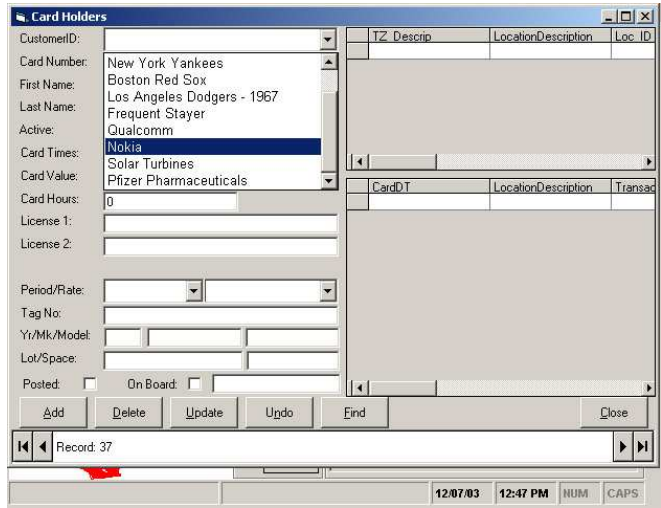 Card Holders
CustomerID:
Card Number:
First Name:
Last Name:
Active:
Card Times:
Card Value:
Card Hours:
License 1:
License 2:
Period/Rate:
Tag No:
Yr/Mk/Model:
Lot/Space:
Posted:
On Board:
New York Yankees
Boston Red Sox
Los Angeles Dodgers - 1967
Frequent Stayer
Qualcomm
Nokia
Solar Turbines
Pfizer Pharmaceuticals
0
TZ_Descrip LocationDescription Loc_ID
CardDT LocationDescription Transac
Add Delete Update Undo Find Close
Record: 37
12/07/03 12:47 PM NUM CAPS